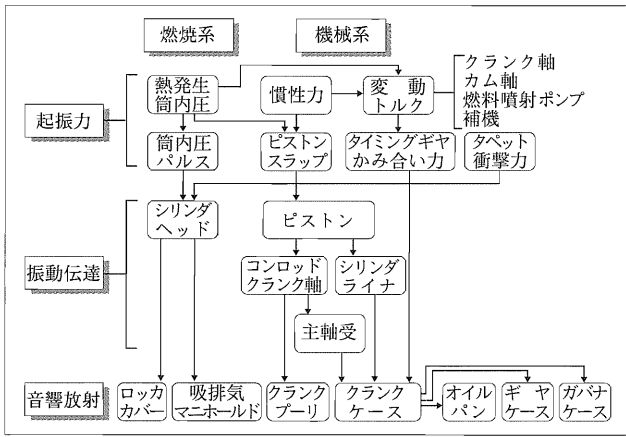 燃焼系
機械系
起振力
熱発生
筒内圧
慣性力
変動
トルク
クランク軸
カム軸
燃料噴射ポンプ
補機
筒内圧
パルス
ピストン
スラップ
タイミングギヤ
かみ合い力
タペット
衝撃力
振動伝達
シリンダ
ヘッド
ピストン
コンロッド
クランク軸
シリンダ
ライナ
主軸受
音響放射
ロッカ
カバー
吸排気
マニホールド
クランク
プーリ
クランク
ケース
オイル
パン
ギヤ
ケース
ガバナ
ケース